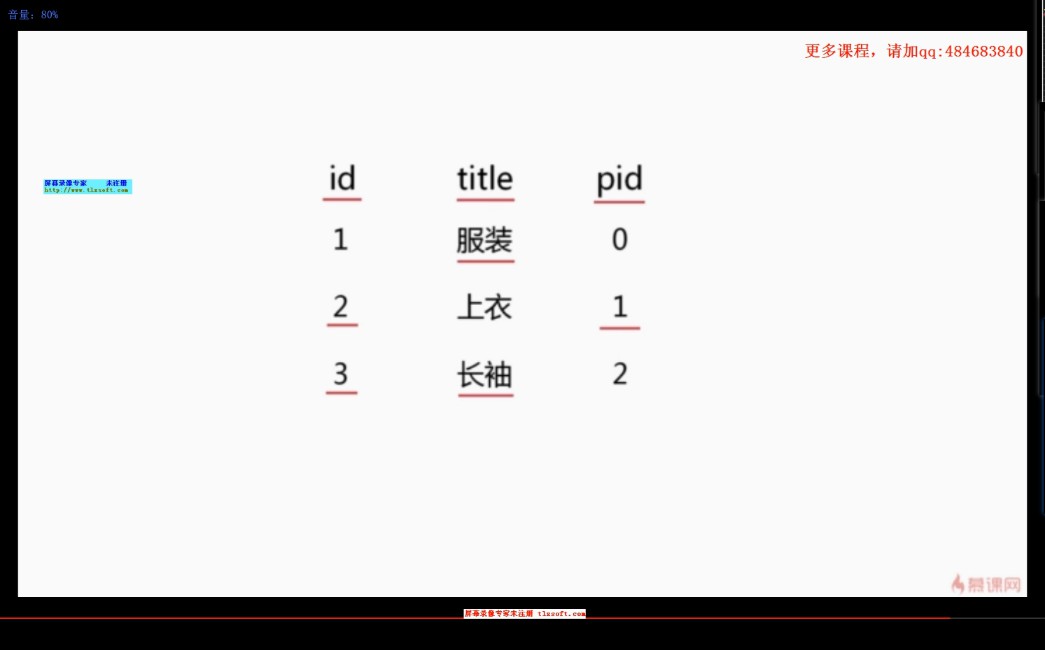 音量: 80%
更多课程，请加qq:484683840
屏幕录像专家 未注册
http://www.tlxsoft.com
id title pid
1 服装 0
2 上衣 1
3 长袖 2
慕课网
屏幕录像专家未注册 tlxsoft.com